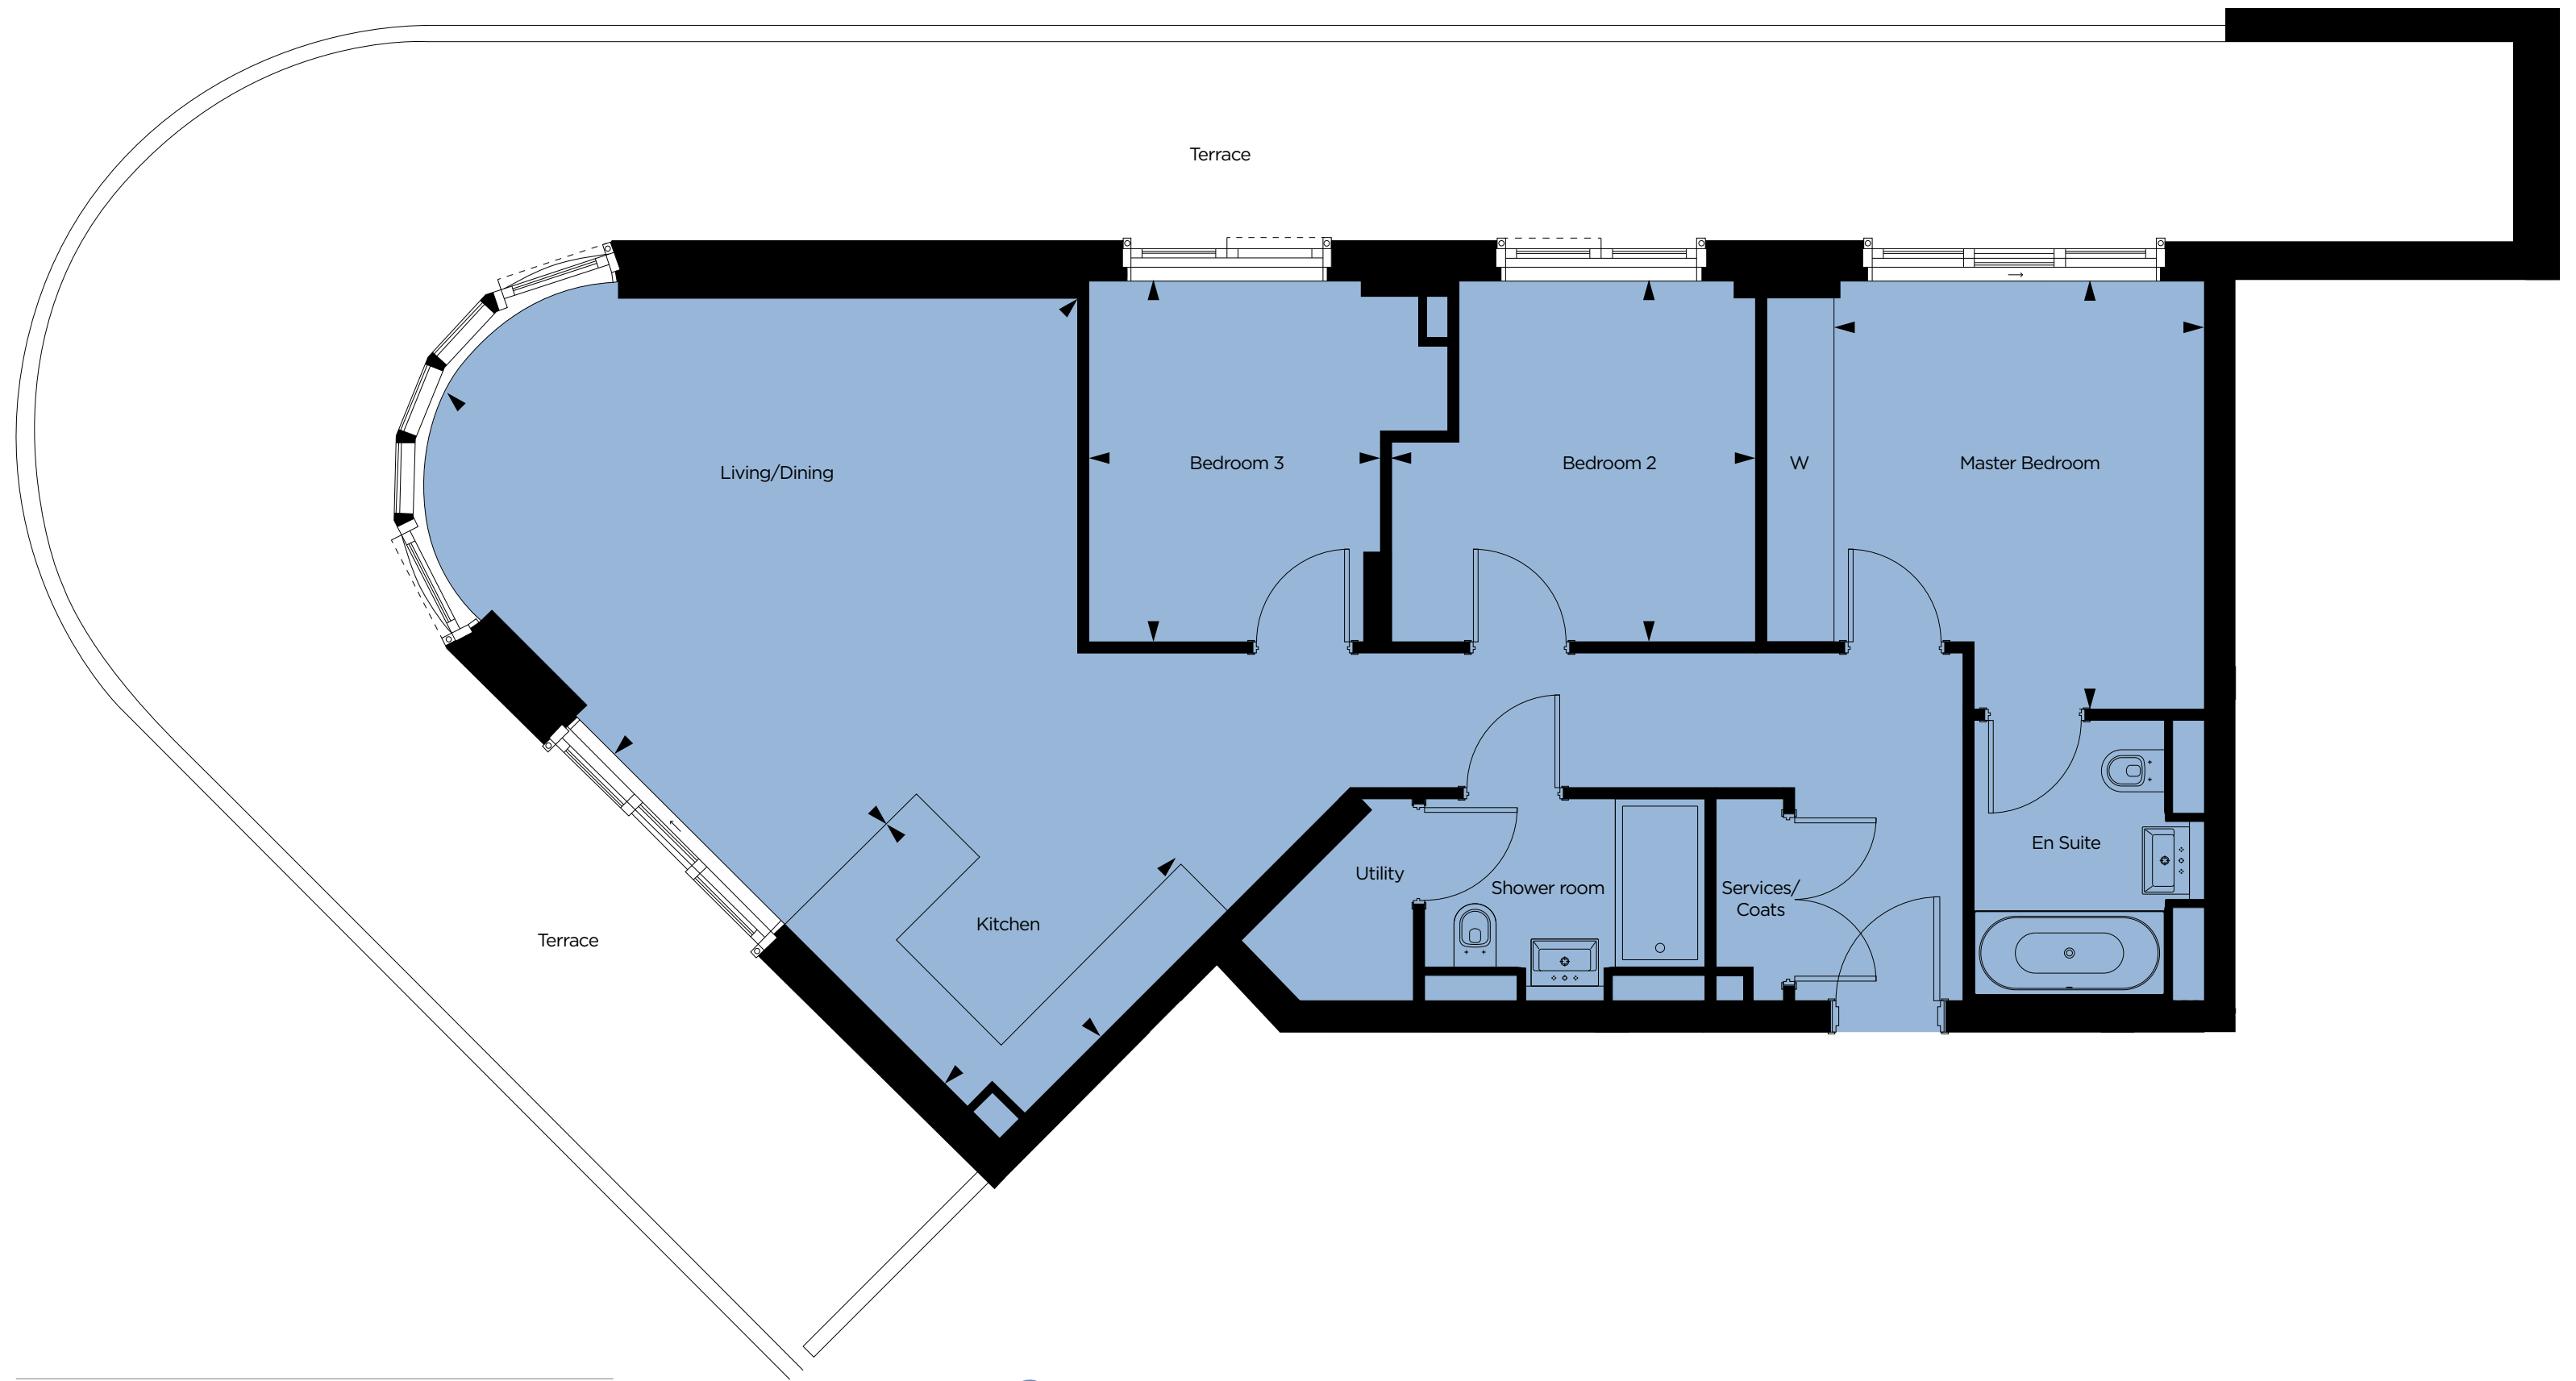 Terrace
Living/Dining
Bedroom 3
Bedroom 2
W
Master Bedroom
En Suite
Utility
Shower room
Services/
Coats
Kitchen
Terrace